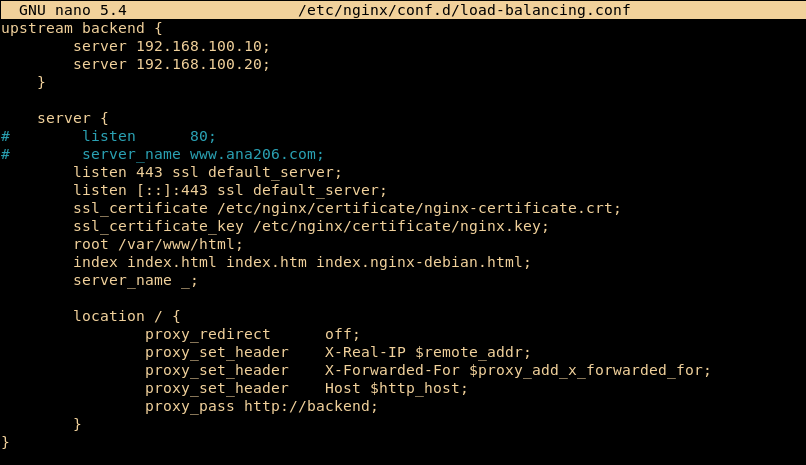 GNU nano 5.4 /etc/nginx/conf.d/load-balancing.conf
upstream backend {
        server 192.168.100.10;
        server 192.168.100.20;
    }

    server {
#        listen      80;
#        server_name www.ana206.com;
        listen 443 ssl default_server;
        listen [::]:443 ssl default_server;
        ssl_certificate /etc/nginx/certificate/nginx-certificate.crt;
        ssl_certificate_key /etc/nginx/certificate/nginx.key;
        root /var/www/html;
        index index.html index.htm index.nginx-debian.html;
        server_name _;

        location / {
                proxy_redirect      off;
                proxy_set_header    X-Real-IP $remote_addr;
                proxy_set_header    X-Forwarded-For $proxy_add_x_forwarded_for;
                proxy_set_header    Host $http_host;
                proxy_pass http://backend;
        }
}